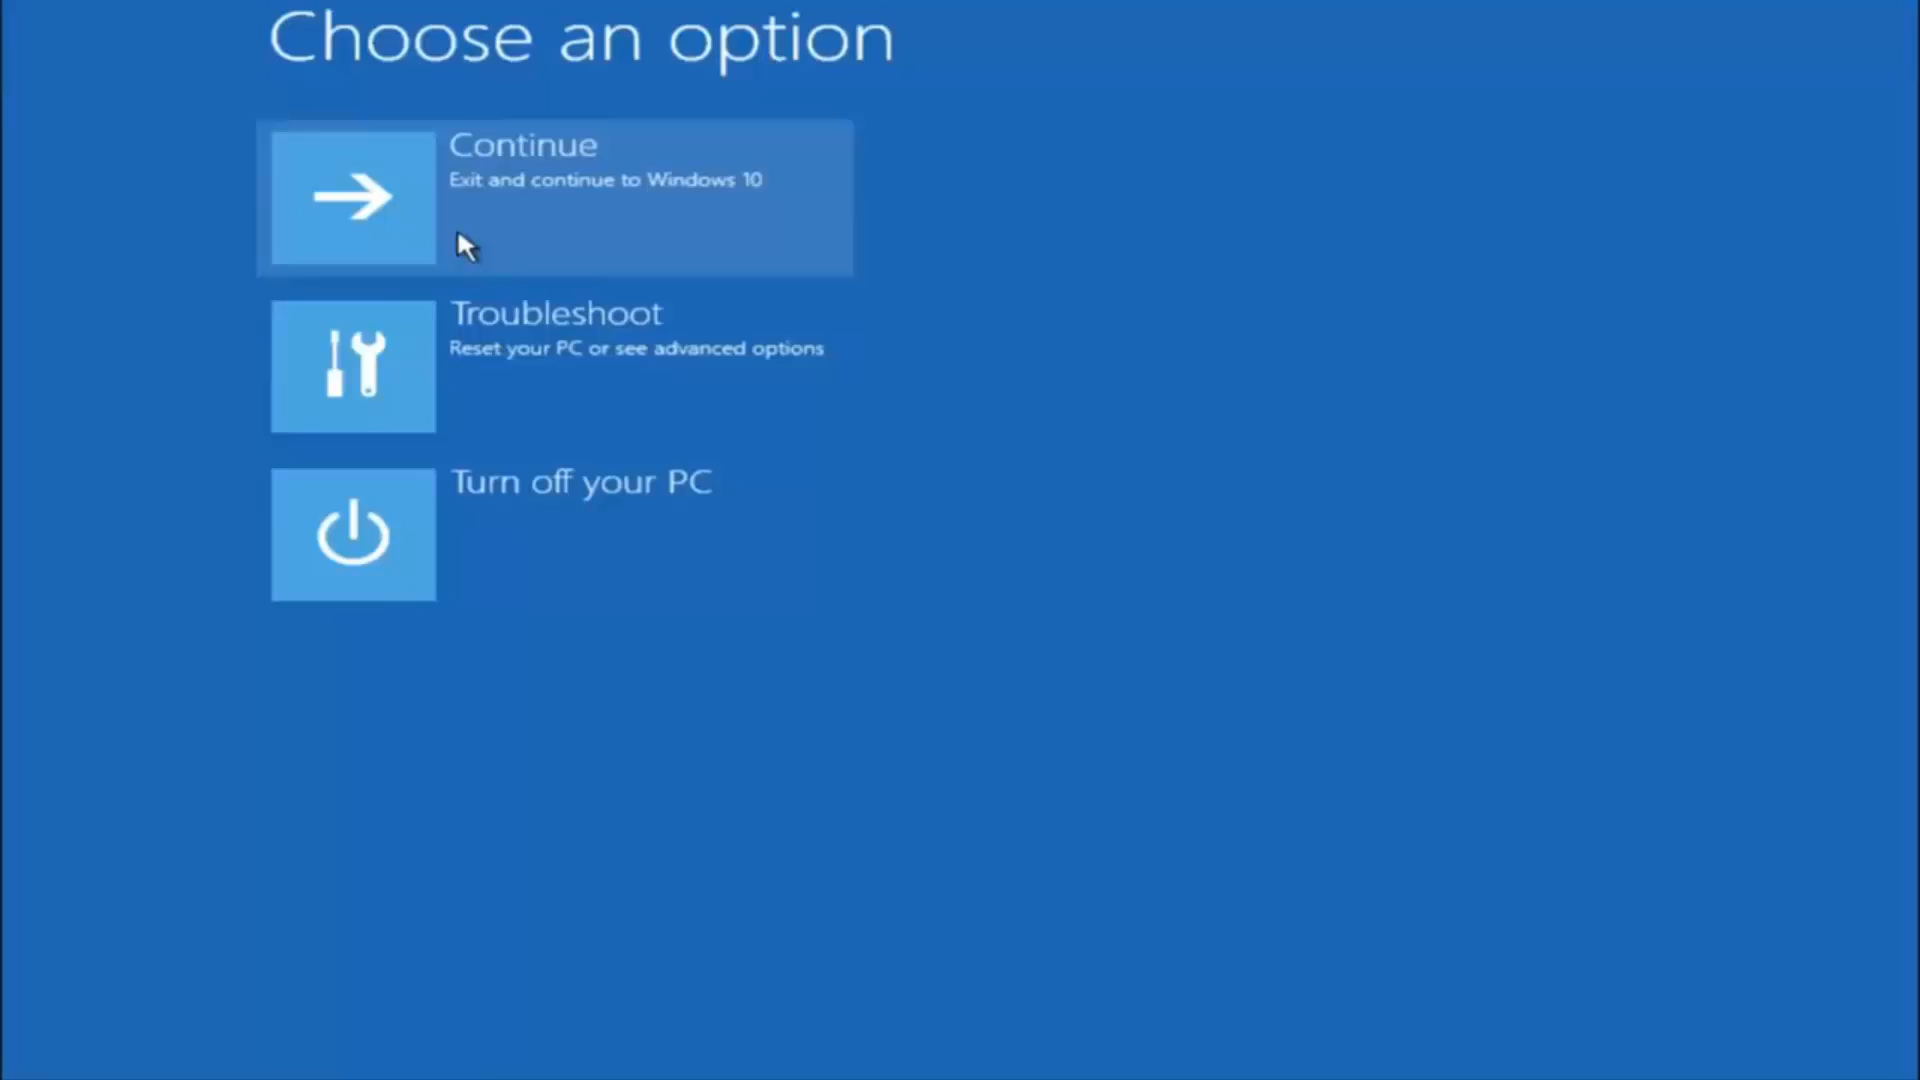 Choose an option
Continue
Exit and continue to Windows 10
Troubleshoot
Reset your PC or see advanced options
Turn off your PC